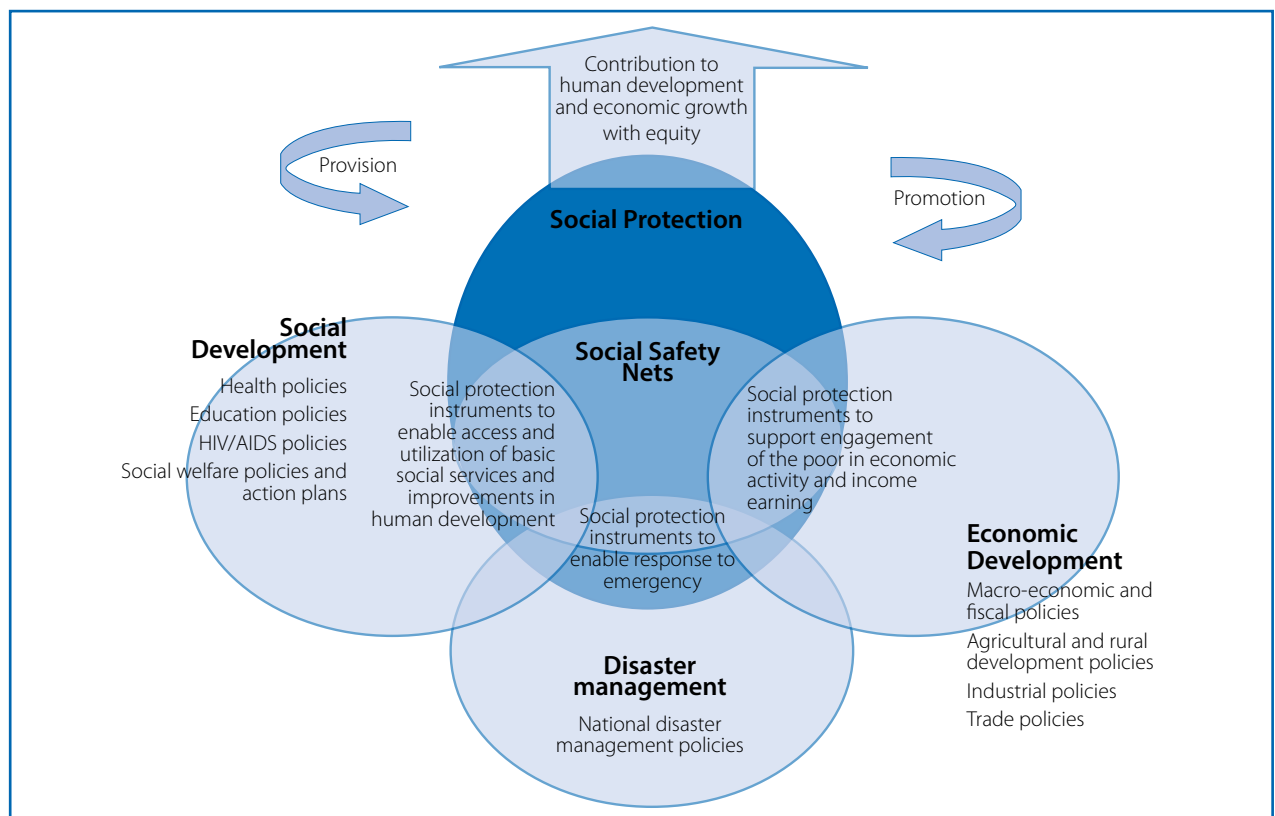 Contribution to
human development
and economic growth
with equity
Provision
Promotion
Social Protection
Social
Development
Health policies
Education policies
HIV/AIDS policies
Social welfare policies and
action plans
Social protection
instruments to
enable access and
utilization of basic
social services and
improvements in
human development
Social Safety
Nets
Social protection
instruments to
support engagement
of the poor in economic
activity and income
earning
Social protection
instruments to
enable response to
emergency
Economic
Development
Macro-economic and
fiscal policies
Agricultural and rural
development policies
Industrial policies
Trade policies
Disaster
management
National disaster
management policies